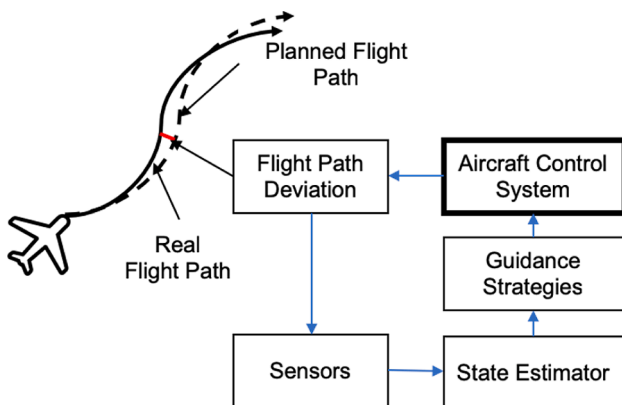 Planned Flight
Path
Flight Path
Deviation
Aircraft Control
System
Real
Flight Path
Guidance
Strategies
Sensors
State Estimator